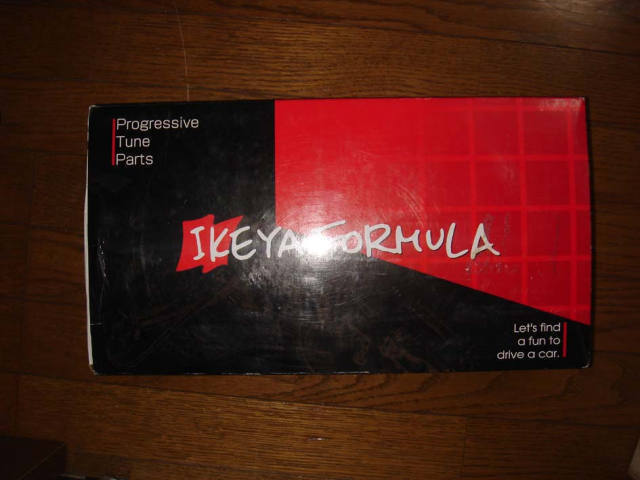 Progressive
Tune
Parts
IKEYA FORMULA
Let's find
a fun to
drive a car.